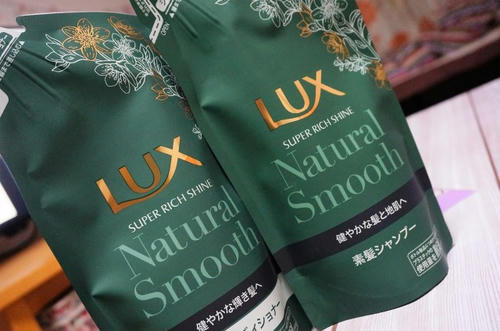 LUX
SUPER RICH SHINE
Natural
Smooth
健やかな輝き髪へ
LUX
SUPER RICH SHINE
Natural
Smooth
健やかな髪と地肌へ
素髪シャンプー